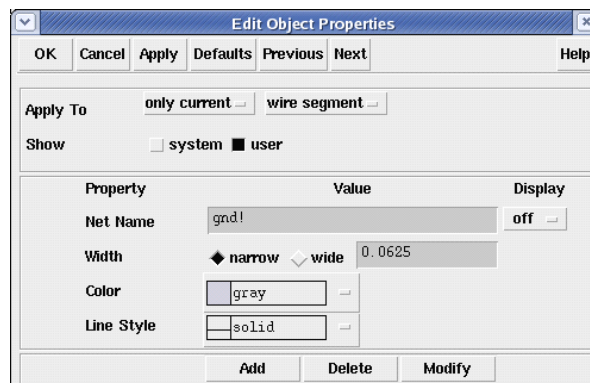 Edit Object Properties
OK Cancel Apply Defaults Previous Next Help
Apply To only current wire segment
Show system user
Property Value Display
Net Name gnd! off
Width narrow wide 0.0625
Color gray
Line Style solid
Add Delete Modify